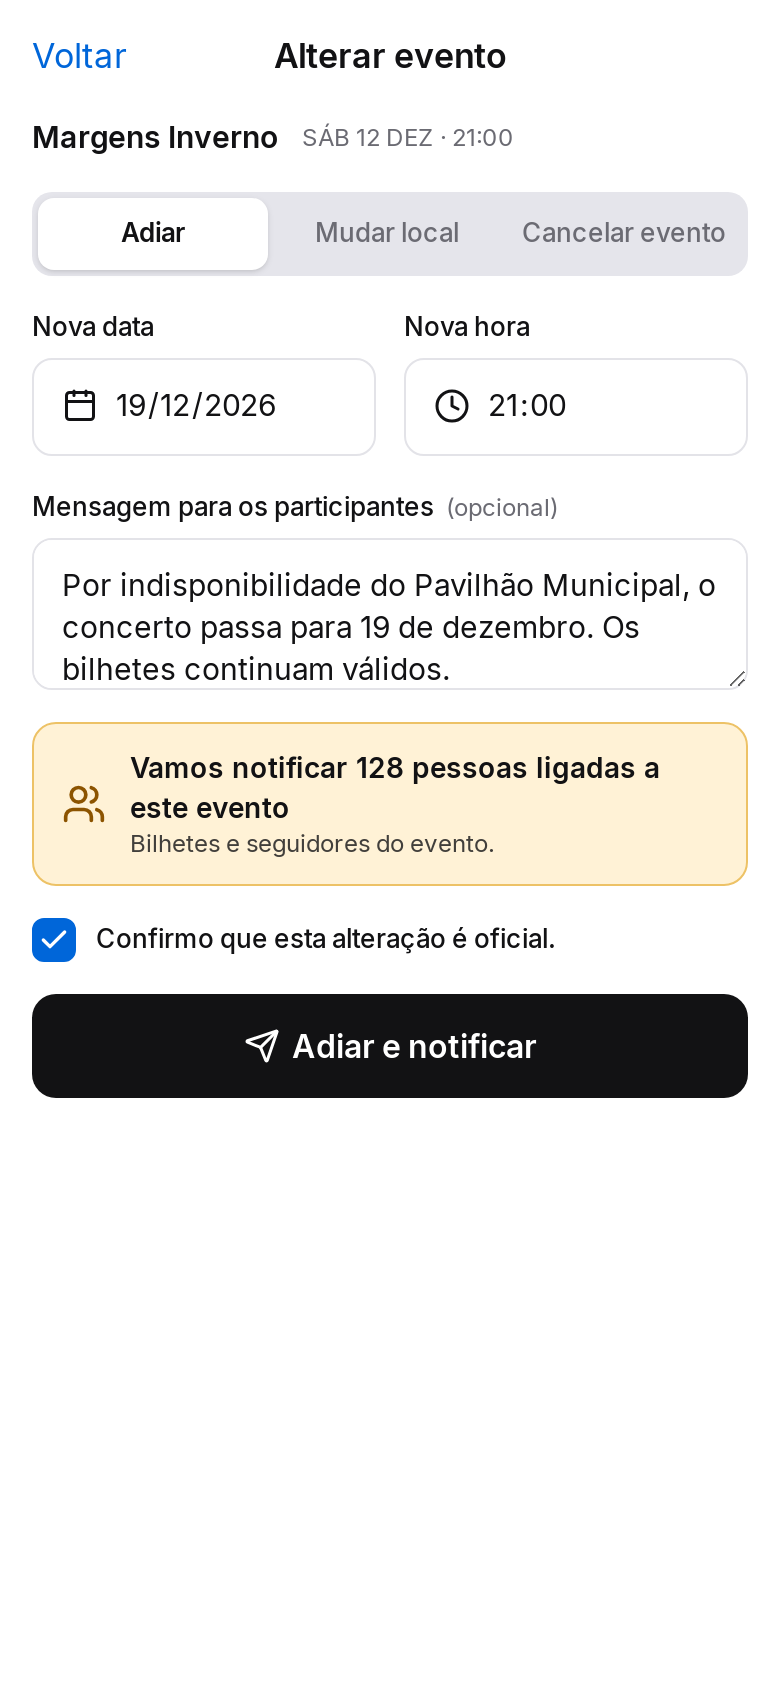 Voltar Alterar evento
Margens Inverno SÁB 12 DEZ · 21:00
Adiar Mudar local Cancelar evento
Nova data Nova hora
19/12/2026 21:00
Mensagem para os participantes (opcional)
Por indisponibilidade do Pavilhão Municipal, o
concerto passa para 19 de dezembro. Os
bilhetes continuam válidos.
Vamos notificar 128 pessoas ligadas a
este evento
Bilhetes e seguidores do evento.
Confirmo que esta alteração é oficial.
Adiar e notificar